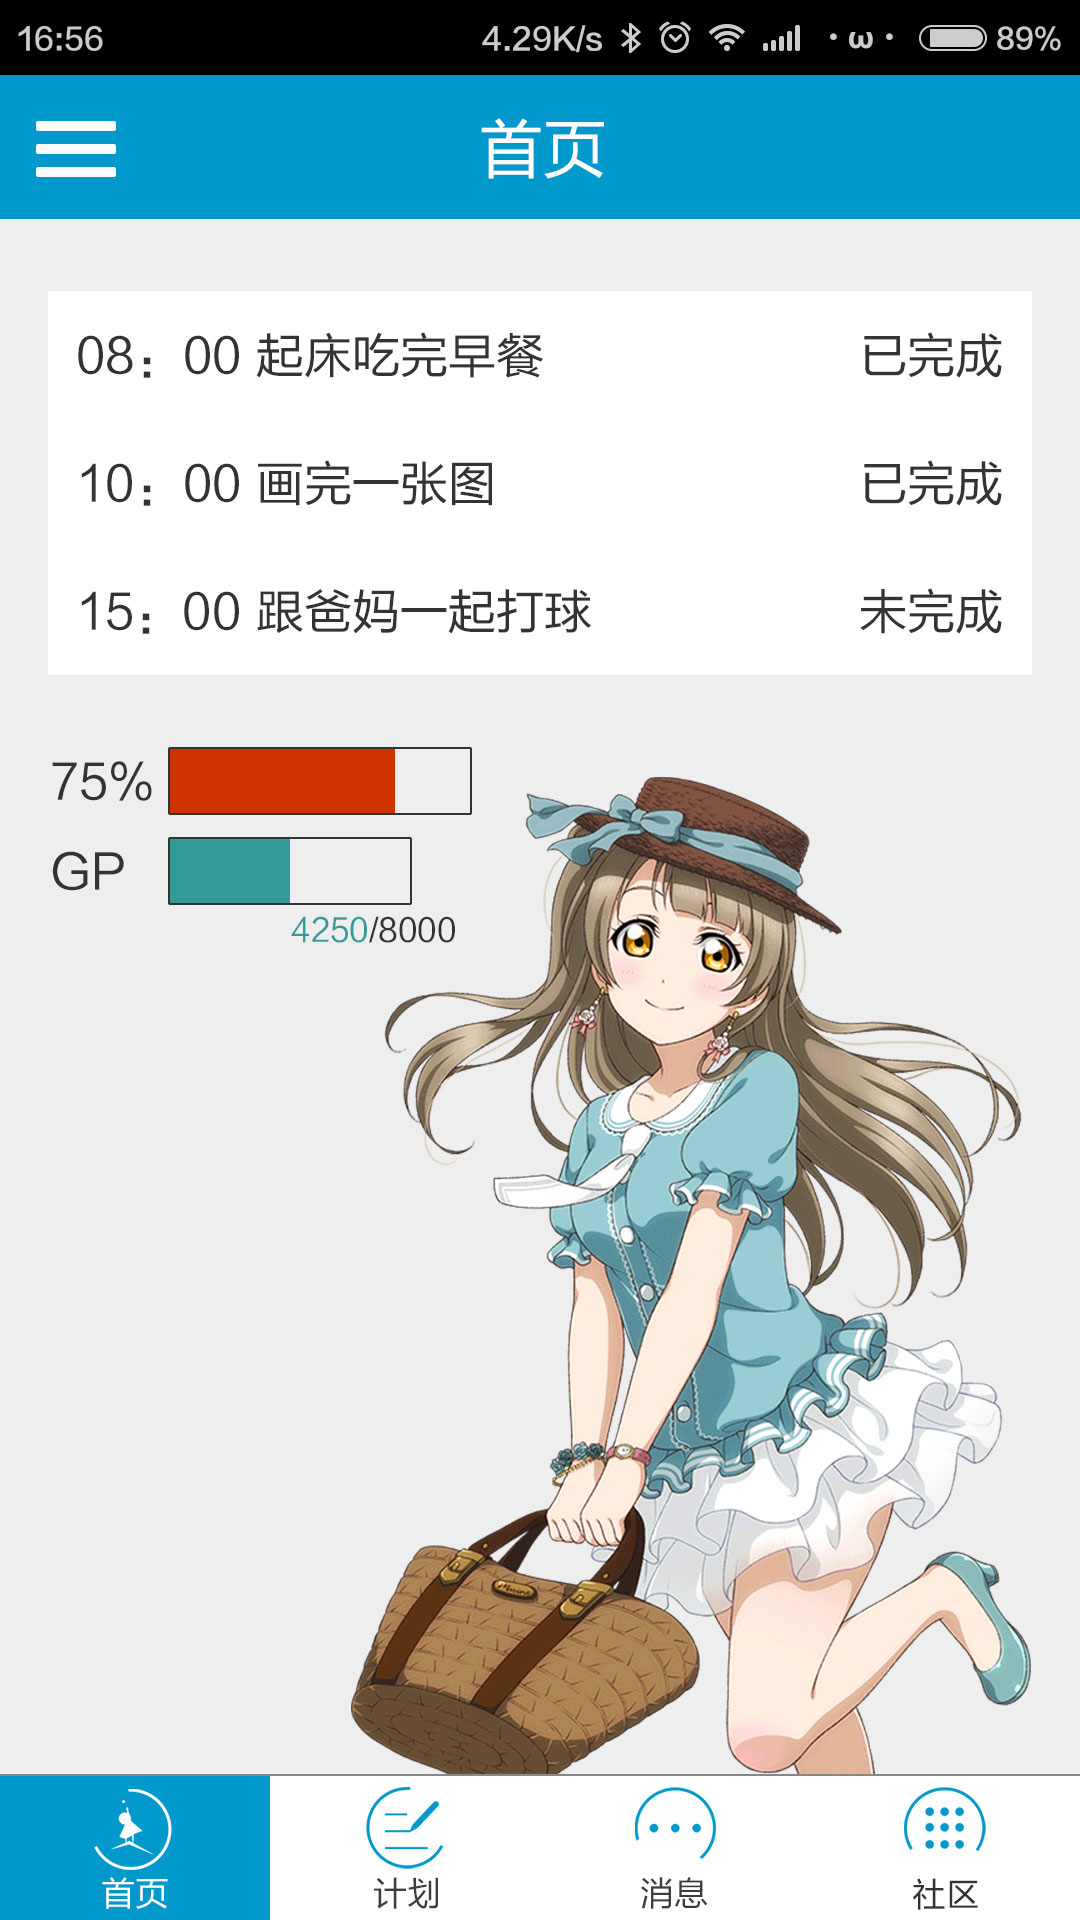 16:56 4.29K/s ･ω･ 89%
首页
08：00 起床吃完早餐 已完成
10：00 画完一张图 已完成
15：00 跟爸妈一起打球 未完成
75%
GP
4250/8000
首页 计划 消息 社区